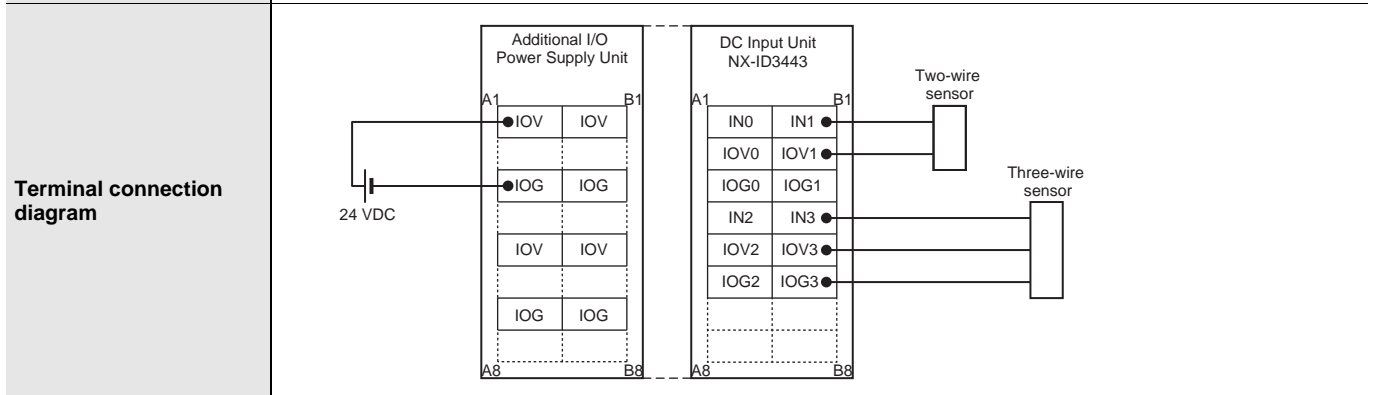 Terminal connection
diagram
Additional I/O
Power Supply Unit
A1 B1
IOV IOV
IOG IOG
IOV IOV
IOG IOG
A8 B8
24 VDC
DC Input Unit
NX-ID3443
A1 B1
IN0 IN1
IOV0 IOV1
IOG0 IOG1
IN2 IN3
IOV2 IOV3
IOG2 IOG3
A8 B8
Two-wire
sensor
Three-wire
sensor